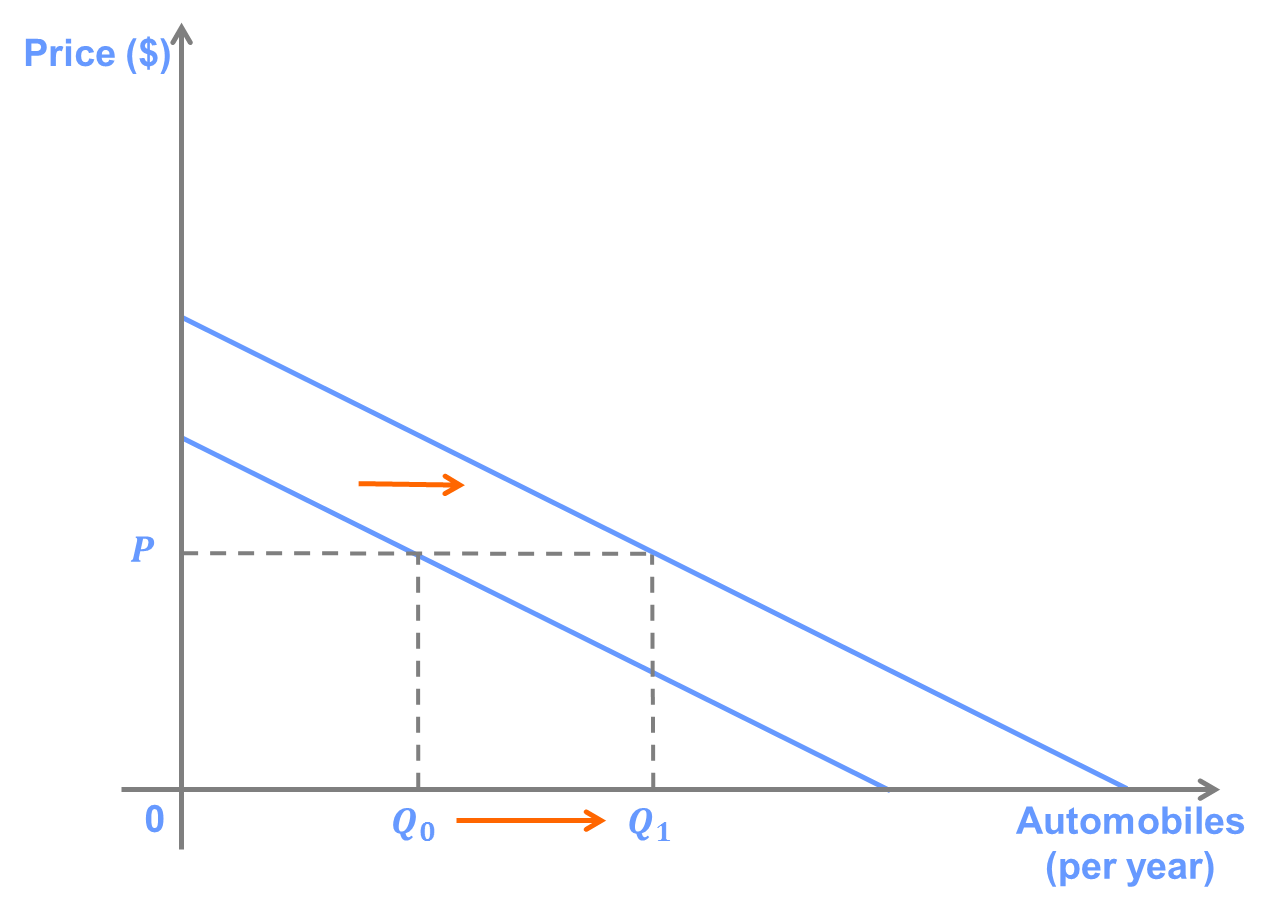 Price ($)
P
0
Q₀
Q₁
Automobiles
(per year)